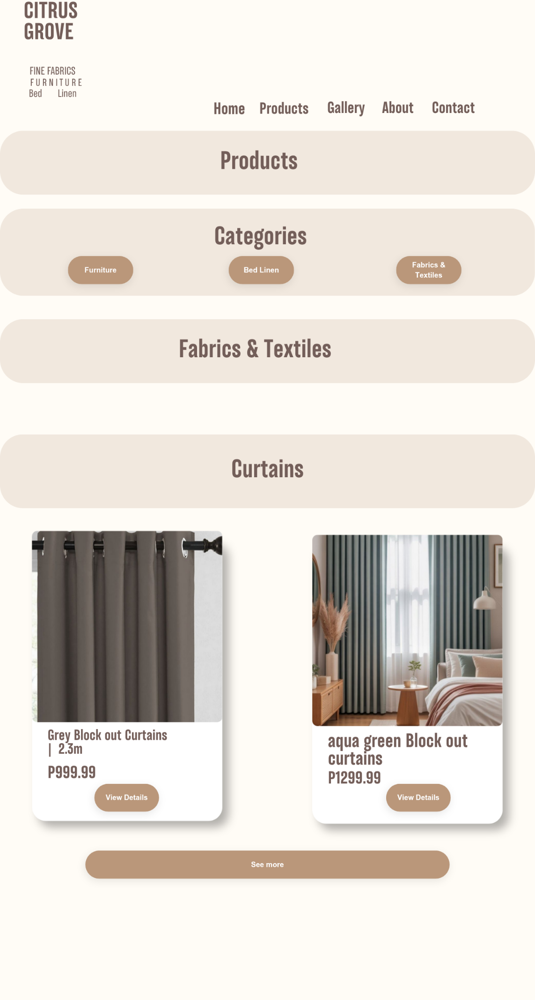 CITRUS
GROVE
FINE FABRICS
FURNITURE
Bed Linen
Home Products Gallery About Contact
Products
Categories
Furniture
Bed Linen
Fabrics &
Textiles
Fabrics & Textiles
Curtains
Grey Block out Curtains
| 2.3m
P999.99
View Details
aqua green Block out
curtains
P1299.99
View Details
See more